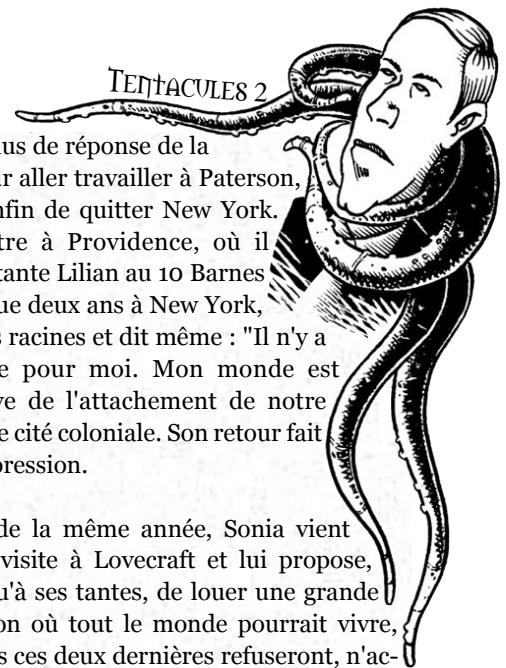 TENTACULES 2
lus de réponse de la
ur aller travailler à Paterson,
nfin de quitter New York.
tre à Providence, où il
tante Lilian au 10 Barnes
ue deux ans à New York,
s racines et dit même : "Il n'y a
e pour moi. Mon monde est
ve de l'attachement de notre
e cité coloniale. Son retour fait
pression.
de la même année, Sonia vient
visite à Lovecraft et lui propose,
u'à ses tantes, de louer une grande
on où tout le monde pourrait vivre,
s ces deux dernières refuseront, n'ac-